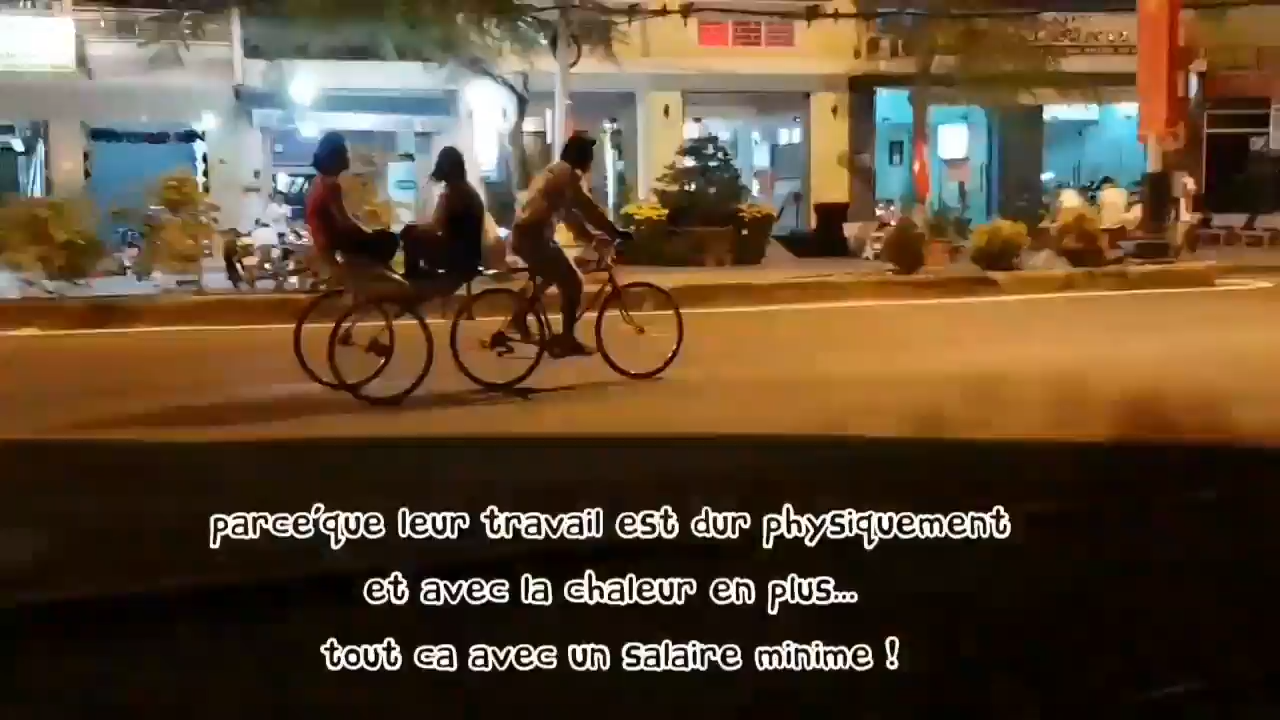 parce'que leur travail est dur physiquement
et avec la chaleur en plus...
tout ca avec un salaire minime !